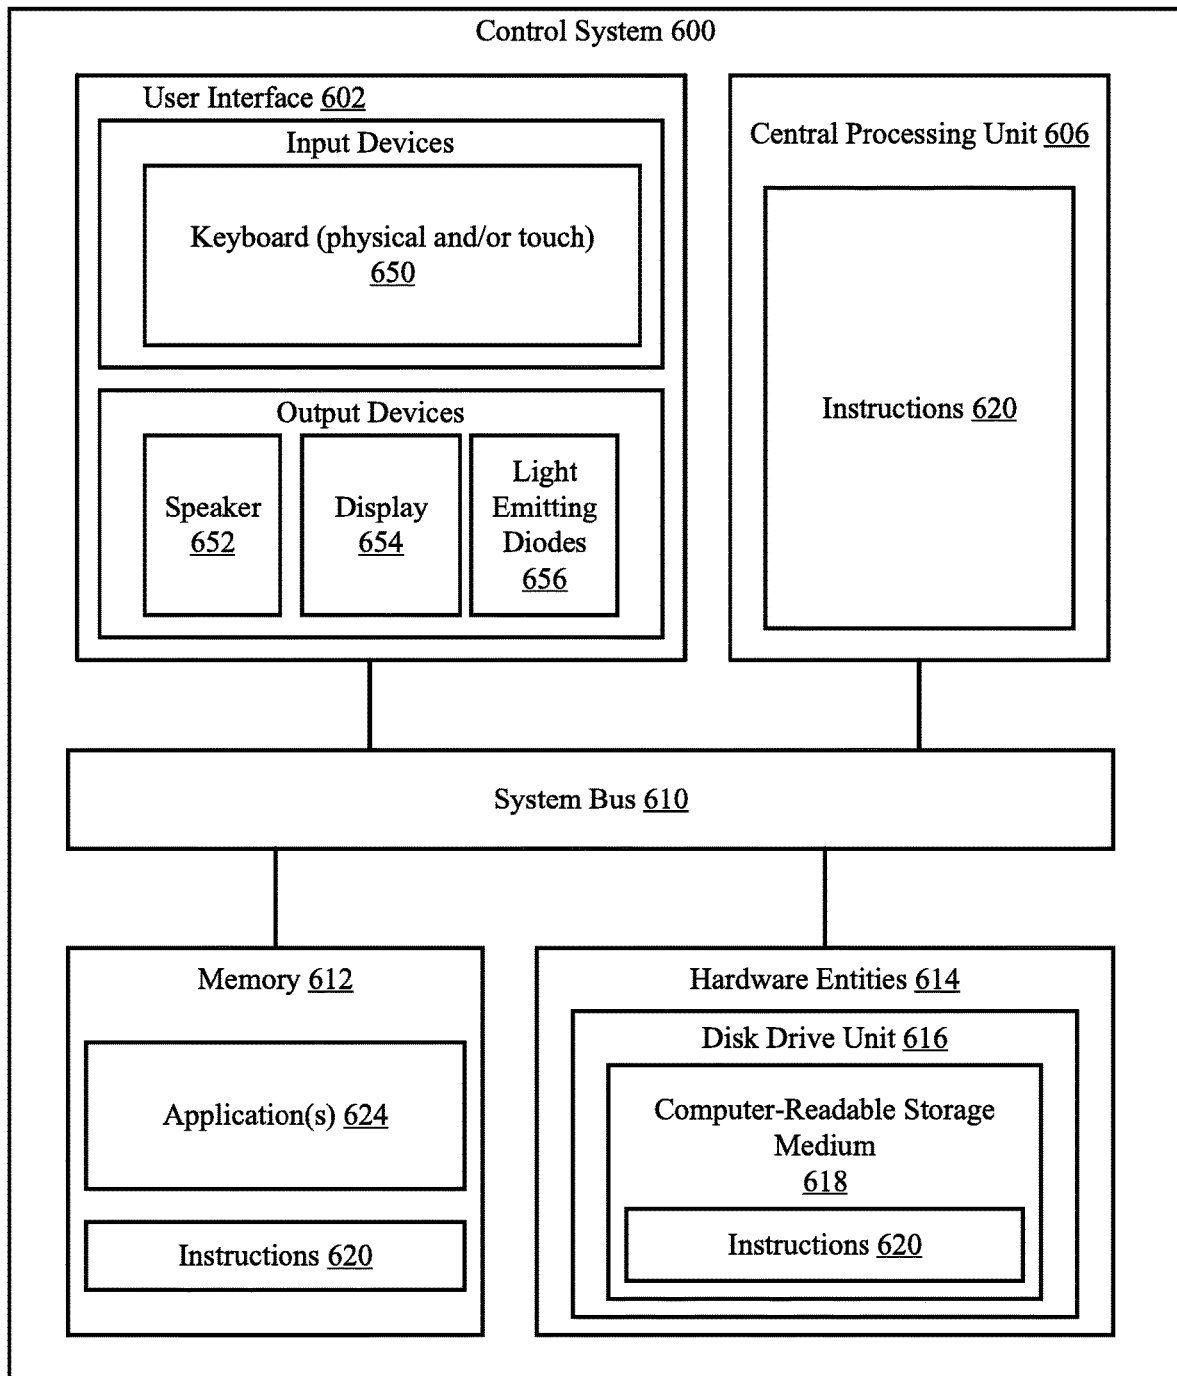 Control System 600
User Interface 602
Input Devices
Keyboard (physical and/or touch)
650
Output Devices
Speaker
652
Display
654
Light
Emitting
Diodes
656
Central Processing Unit 606
Instructions 620
System Bus 610
Memory 612
Application(s) 624
Instructions 620
Hardware Entities 614
Disk Drive Unit 616
Computer-Readable Storage
Medium
618
Instructions 620